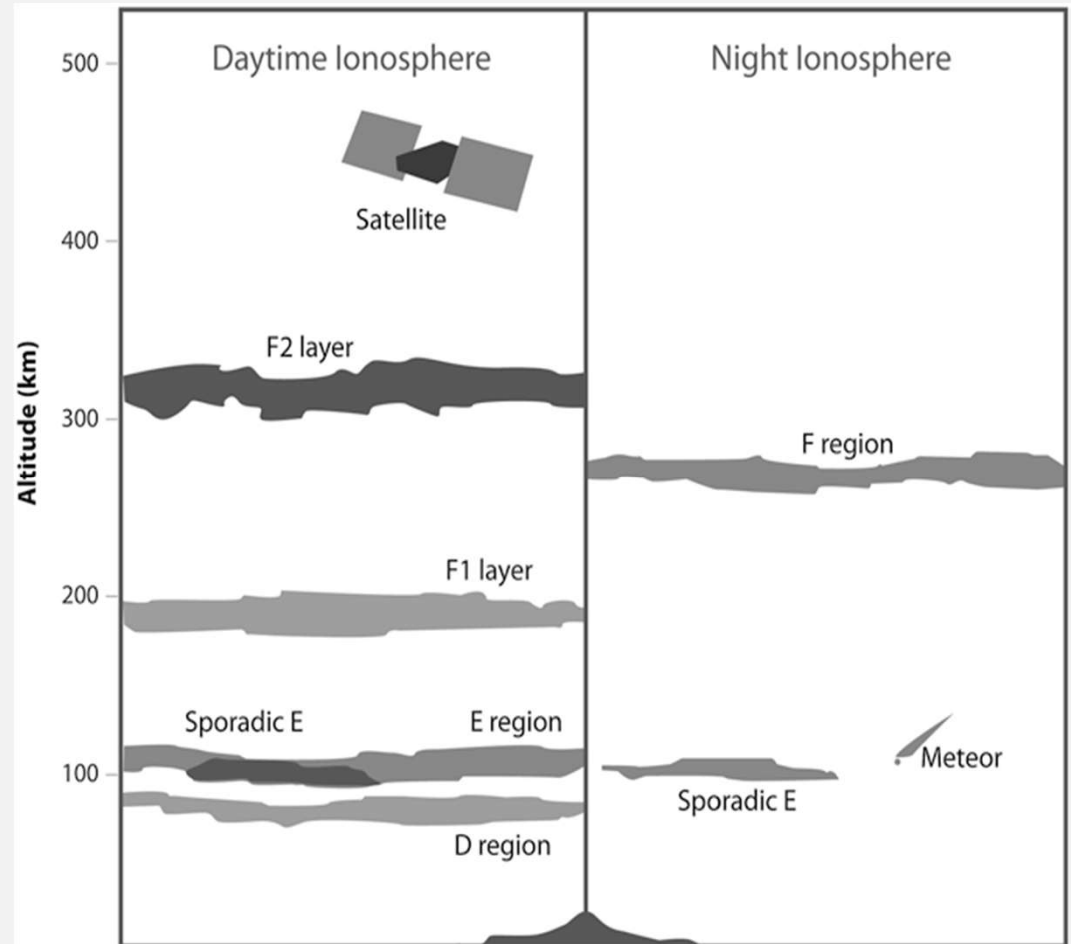 Daytime Ionosphere
Night Ionosphere
500
Satellite
400
F2 layer
Altitude (km)
300
F region
F1 layer
200
Sporadic E
E region
100
Meteor
Sporadic E
D region